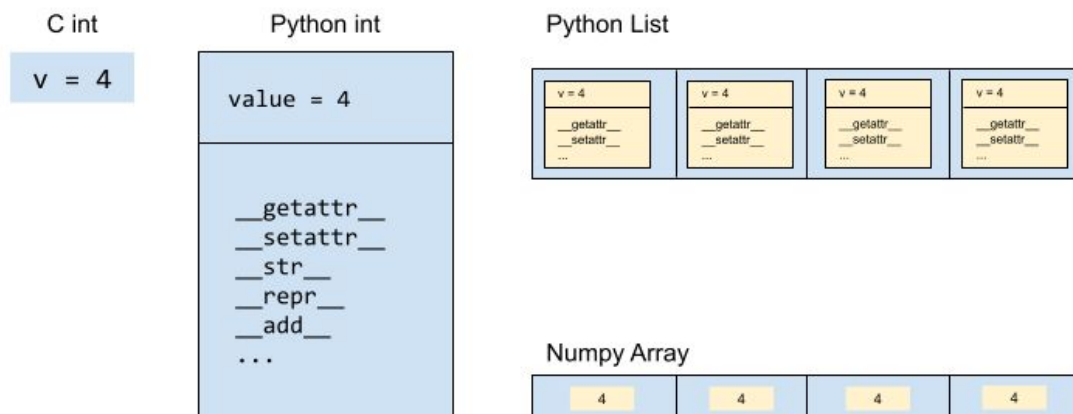 C int
v = 4
Python int
value = 4
__getattr__
__setattr__
__str__
__repr__
__add__
...
Python List
v = 4
__getattr__
__setattr__
...
v = 4
__getattr__
__setattr__
...
v = 4
__getattr__
__setattr__
...
v = 4
__getattr__
__setattr__
...
Numpy Array
4 4 4 4